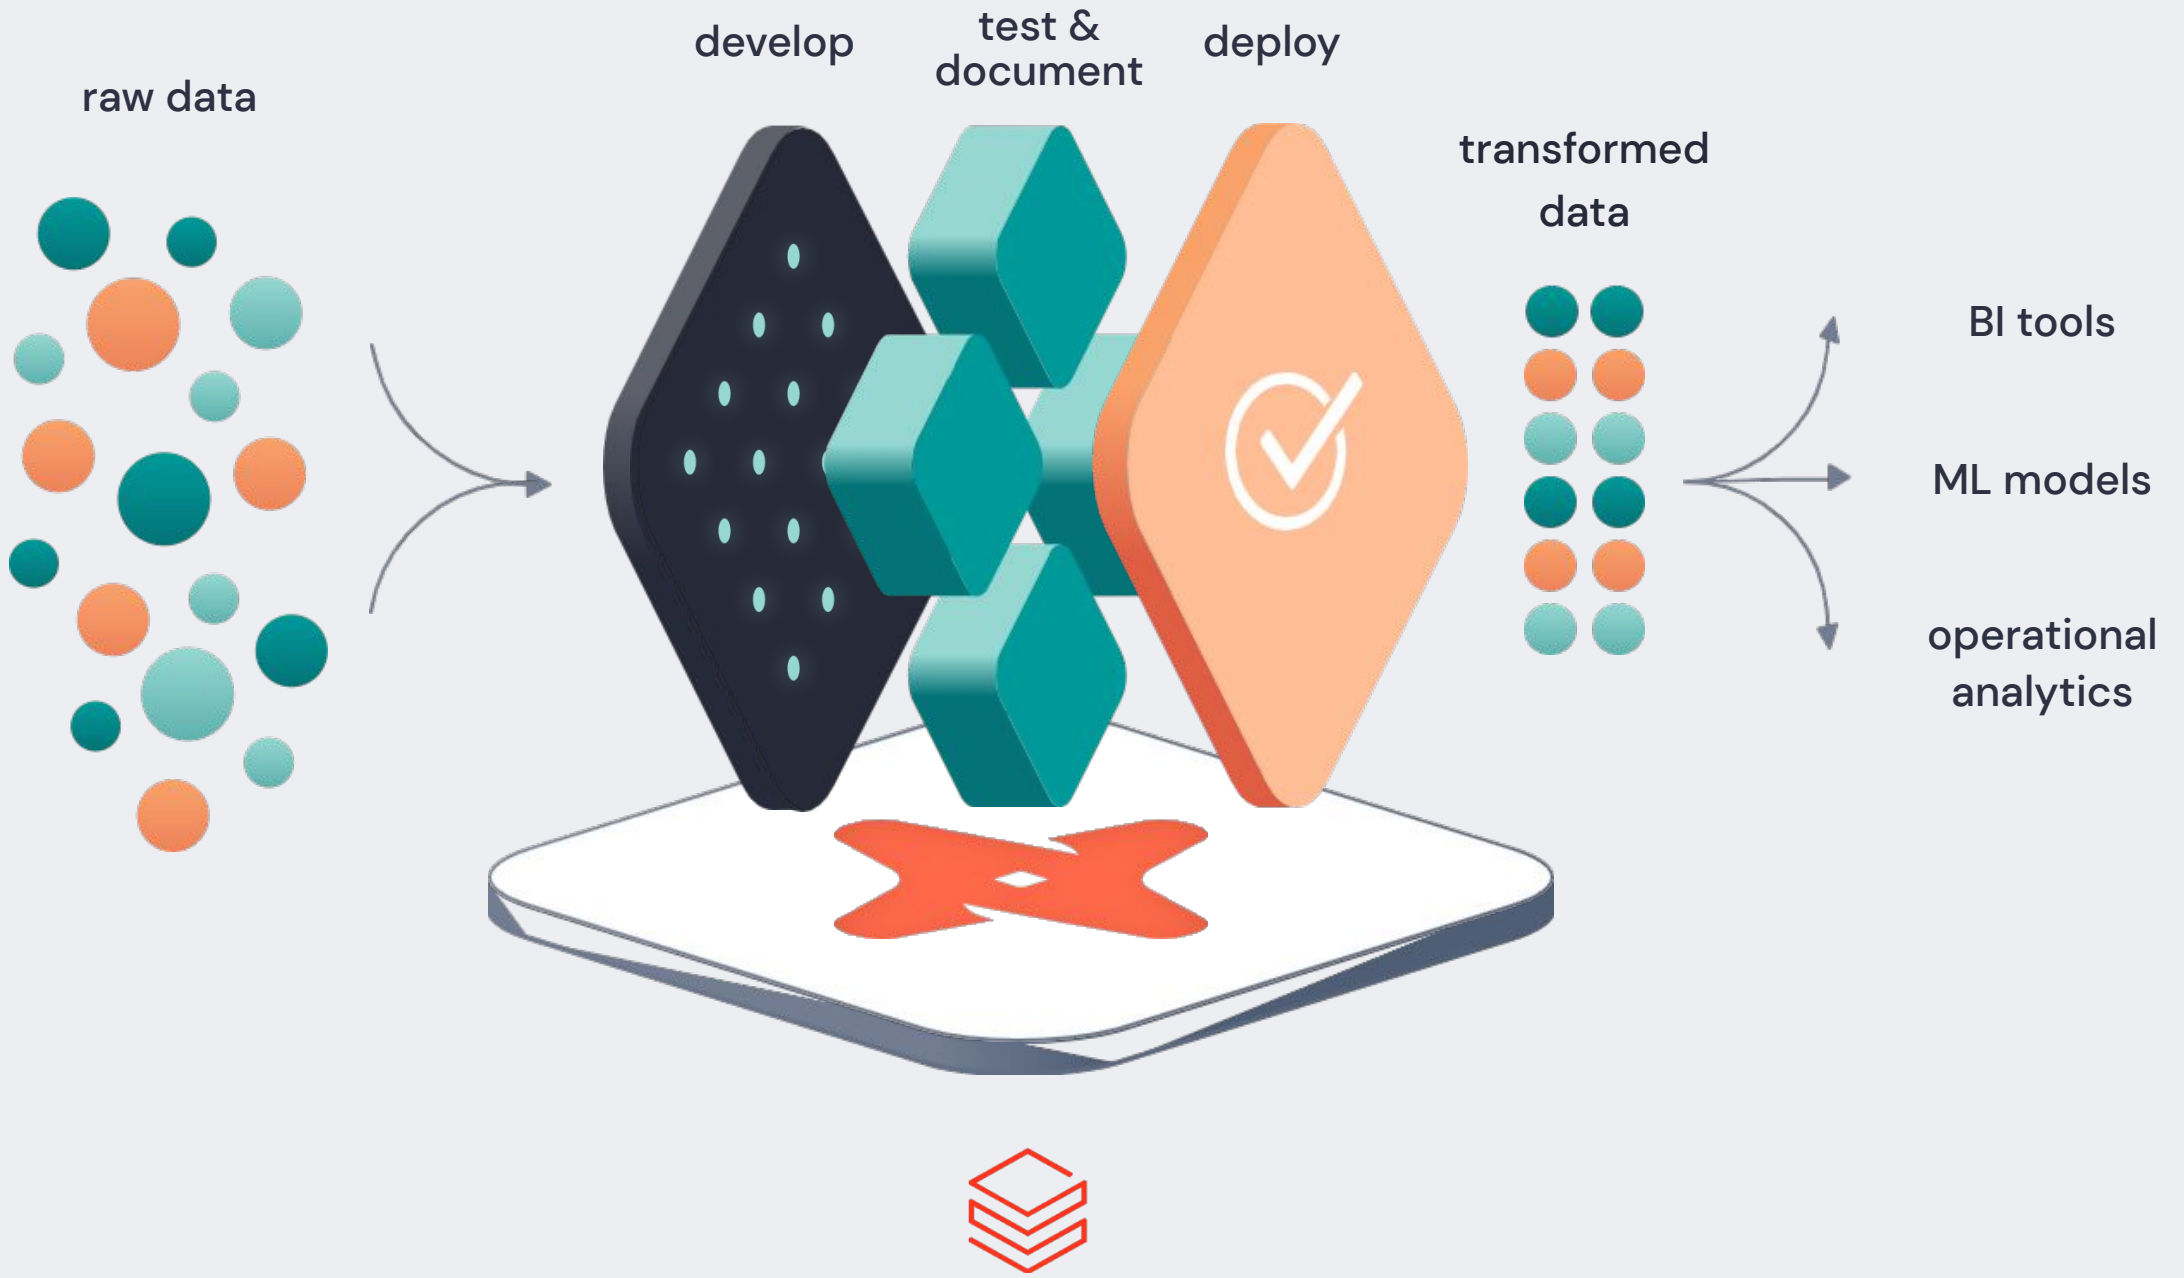 raw data
develop
test &
document
deploy
transformed
data
BI tools
ML models
operational
analytics